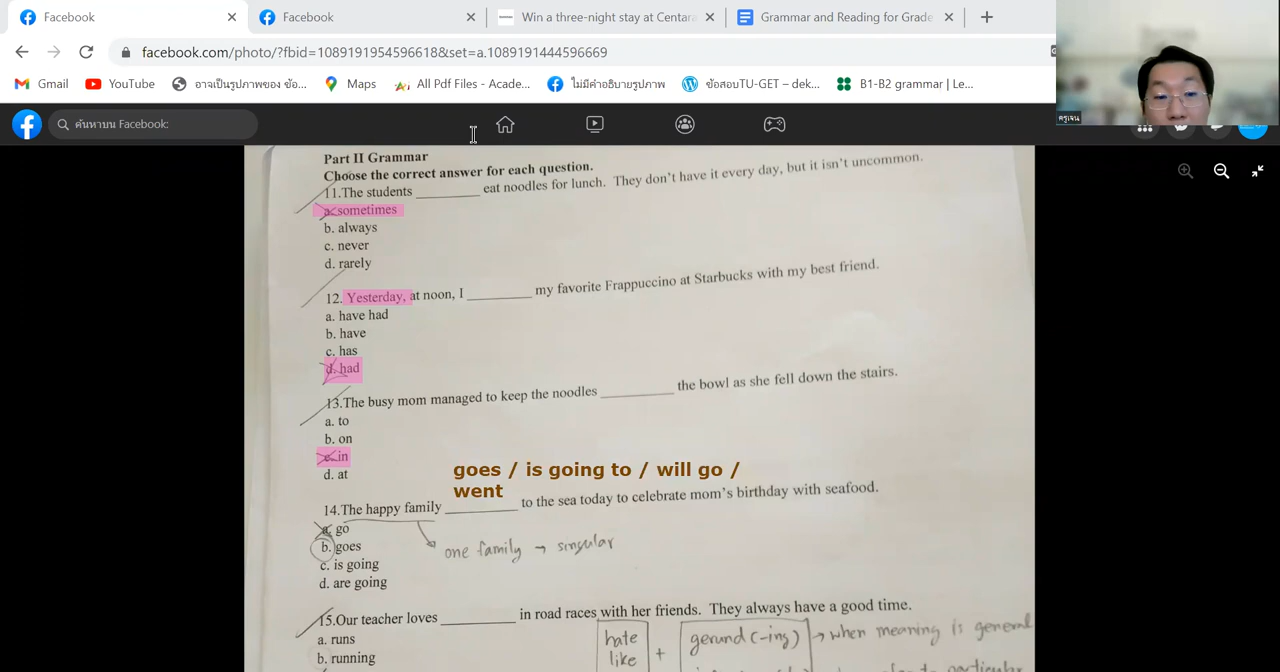 Facebook
Facebook
Win a three-night stay at Centara
Grammar and Reading for Grade
facebook.com/photo/?fbid=1089191954596618&set=a.1089191444596669
Gmail
YouTube
อาจเป็นรูปภาพของ ข้อ...
Maps
All Pdf Files - Acade...
ไม่มีคำอธิบายรูปภาพ
ข้อสอบTU-GET – dek...
B1-B2 grammar | Le...
ครูเจน
ค้นหาบน Facebook:
Part II Grammar
Choose the correct answer for each question.
11.The students ________ eat noodles for lunch. They don't have it every day, but it isn't uncommon.
a. sometimes
b. always
c. never
d. rarely
12. Yesterday, at noon, I ________ my favorite Frappuccino at Starbucks with my best friend.
a. have had
b. have
c. has
d. had
13.The busy mom managed to keep the noodles ________ the bowl as she fell down the stairs.
a. to
b. on
c. in
d. at
goes / is going to / will go /
went
14.The happy family ________ to the sea today to celebrate mom's birthday with seafood.
a. go
b. goes
one family → singular
c. is going
d. are going
15.Our teacher loves ________ in road races with her friends. They always have a good time.
a. runs
b. running
hate
like
+
gerund (-ing)
→ when meaning is general
particular